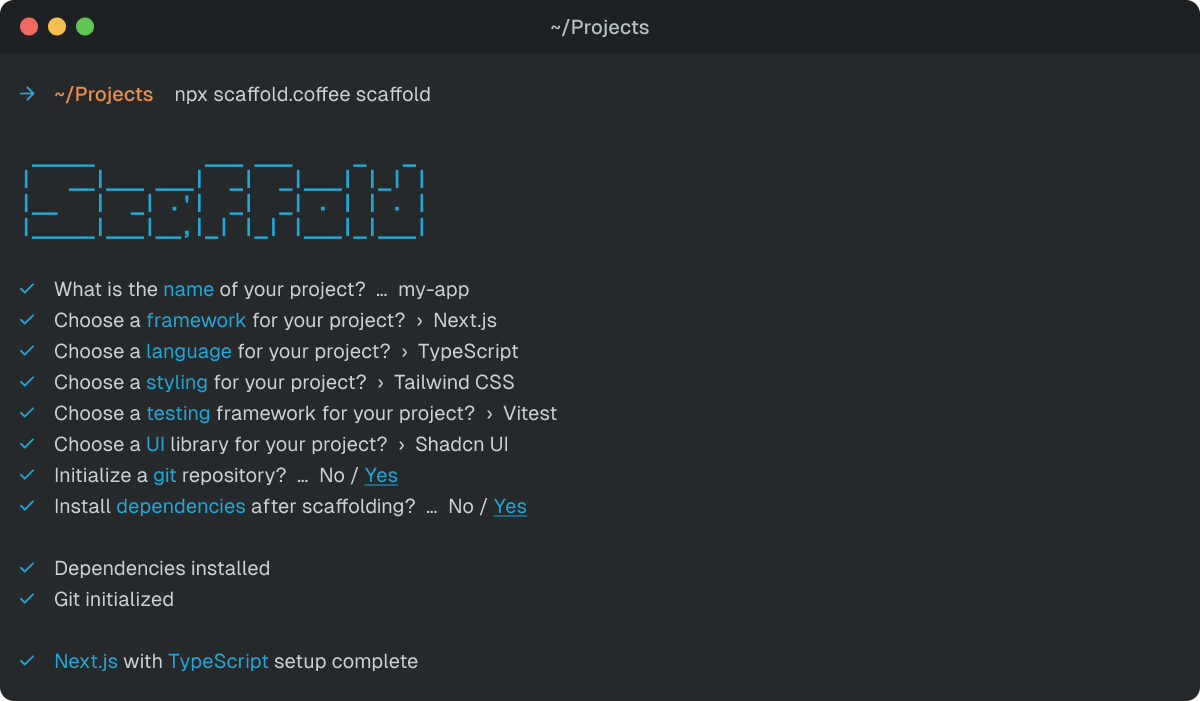 ~/Projects
→ ~/Projects npx scaffold.coffee scaffold
Scaffold
✓ What is the name of your project? … my-app
✓ Choose a framework for your project? › Next.js
✓ Choose a language for your project? › TypeScript
✓ Choose a styling for your project? › Tailwind CSS
✓ Choose a testing framework for your project? › Vitest
✓ Choose a UI library for your project? › Shadcn UI
✓ Initialize a git repository? … No / Yes
✓ Install dependencies after scaffolding? … No / Yes
✓ Dependencies installed
✓ Git initialized
✓ Next.js with TypeScript setup complete